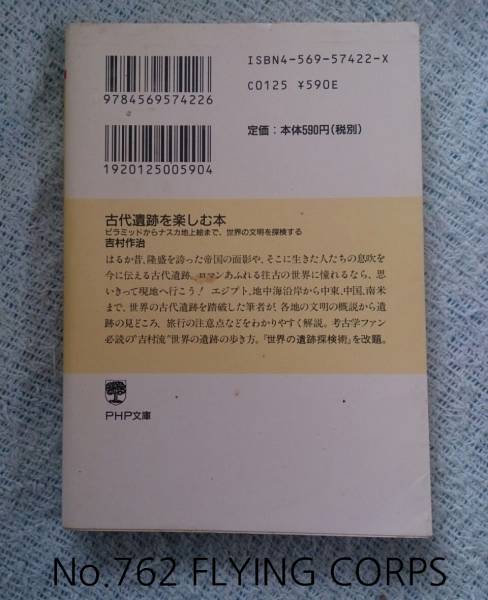 ISBN4-569-57422-X
9784569574226
C0125 ¥590E
定価：本体590円(税別)
1920125005904
古代遺跡を楽しむ本
ピラミッドからナスカ地上絵まで、世界の文明を探検する
吉村作治
はるか昔、隆盛を誇った帝国の面影や、そこに生きた人たちの息吹を
今に伝える古代遺跡。ロマンあふれる往古の世界に憧れるなら、思
いきって現地へ行こう！ エジプト、地中海沿岸から中東、中国、南米
まで、世界の古代遺跡を踏破した筆者が、各地の文明の概説から遺
跡の見どころ、旅行の注意点などをわかりやすく解説。考古学ファン
必読の“吉村流”世界の遺跡の歩き方。『世界の遺跡探検術』を改題。
PHP文庫
No.762 FLYING CORPS